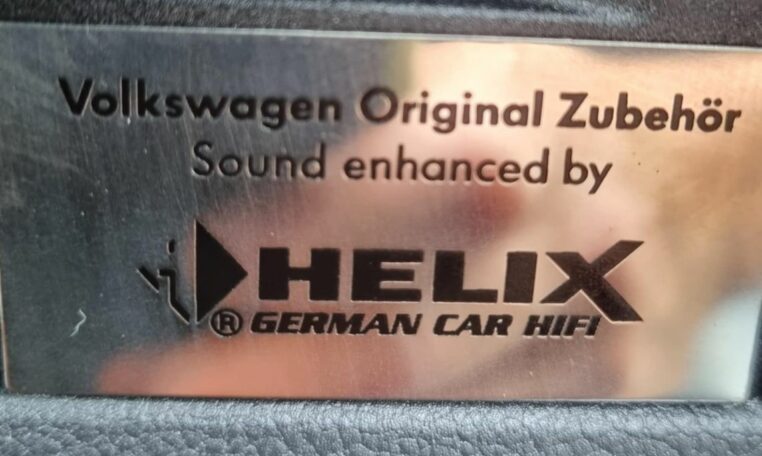 Volkswagen Original Zubehör
Sound enhanced by
HELIX
® GERMAN CAR HIFI